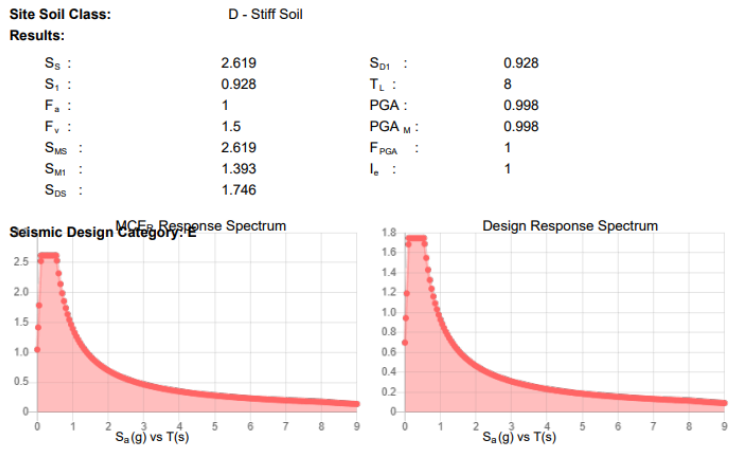 Site Soil Class: D - Stiff Soil
Results:
SS : 2.619 SD1 : 0.928
S1 : 0.928 TL : 8
Fa : 1 PGA : 0.998
Fv : 1.5 PGA M : 0.998
SMS : 2.619 FPGA : 1
SM1 : 1.393 Ie : 1
SDS : 1.746
Seismic Design Category: E
MCER Response Spectrum
2.5
2.0
1.5
1.0
0.5
0
0 1 2 3 4 5 6 7 8 9
Sa(g) vs T(s)
Design Response Spectrum
1.8
1.6
1.4
1.2
1.0
0.8
0.6
0.4
0.2
0
0 1 2 3 4 5 6 7 8 9
Sa(g) vs T(s)